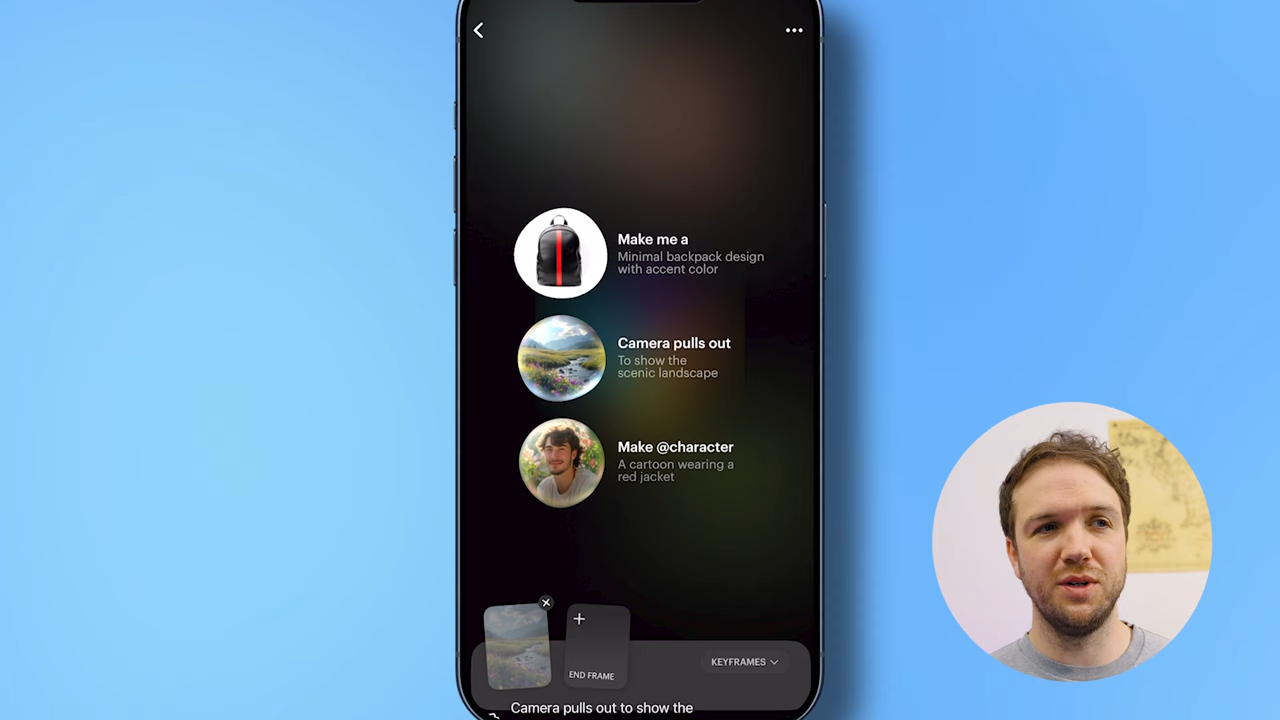 Make me a
Minimal backpack design
with accent color
Camera pulls out
To show the
scenic landscape
Make @character
A cartoon wearing a
red jacket
END FRAME
KEYFRAMES
Camera pulls out to show the